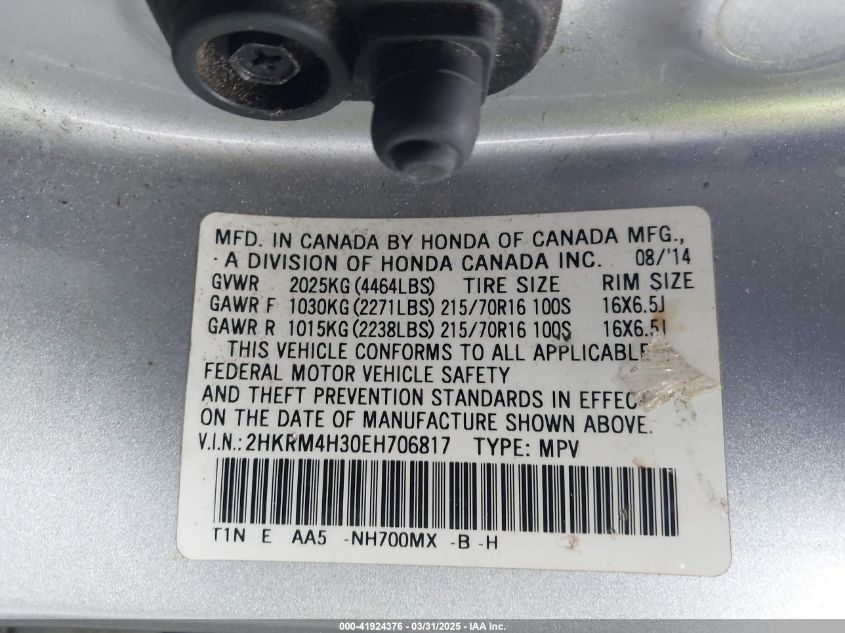 MFD. IN CANADA BY HONDA OF CANADA MFG.,
A DIVISION OF HONDA CANADA INC. 08/'14
GVWR 2025KG (4464LBS) TIRE SIZE RIM SIZE
GAWR F 1030KG (2271LBS) 215/70R16 100S 16X6.5J
GAWR R 1015KG (2238LBS) 215/70R16 100S 16X6.5J
THIS VEHICLE CONFORMS TO ALL APPLICABLE
FEDERAL MOTOR VEHICLE SAFETY
AND THEFT PREVENTION STANDARDS IN EFFECT
ON THE DATE OF MANUFACTURE SHOWN ABOVE.
V.I.N.: 2HKRM4H30EH706817 TYPE: MPV
T1N E AA5 -NH700MX -B -H
000-41924376 - 03/31/2025 - IAA Inc.